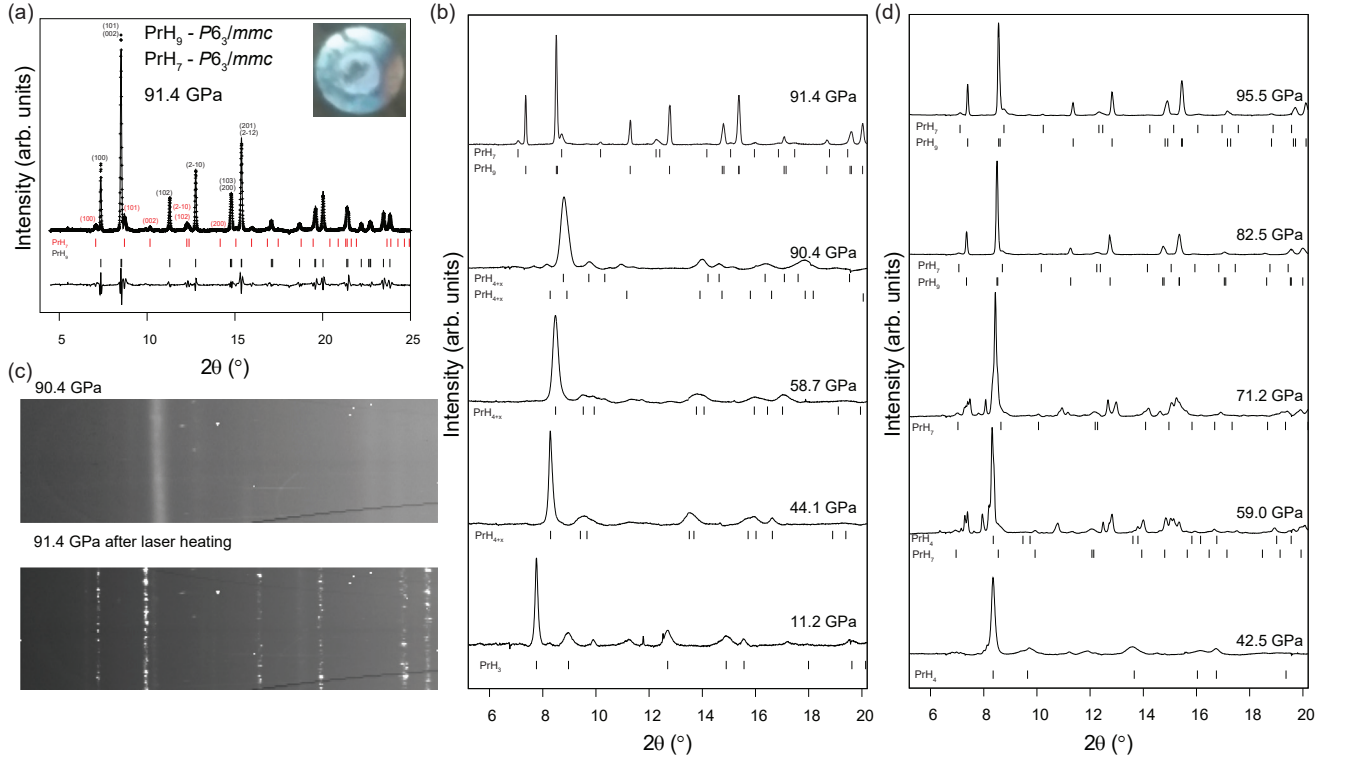 (a)
PrH₉ - P6₃/mmc
PrH₇ - P6₃/mmc
91.4 GPa
(101)
(002)
(100)
(100)
(101)
(002)
(102)
(2-10)
(102)
(2-10)
(200)
(103)
(200)
(201)
(2-12)
PrH₇
PrH₉
Intensity (arb. units)
5 10 15 20 25
2θ (°)
(c)
90.4 GPa
91.4 GPa after laser heating
(b)
91.4 GPa
PrH₇
PrH₉
90.4 GPa
PrH₄₊ₓ
PrH₄₊ₓ
58.7 GPa
PrH₄₊ₓ
44.1 GPa
PrH₄₊ₓ
11.2 GPa
PrH₃
Intensity (arb. units)
6 8 10 12 14 16 18 20
2θ (°)
(d)
95.5 GPa
PrH₇
PrH₉
82.5 GPa
PrH₇
PrH₉
71.2 GPa
PrH₇
59.0 GPa
PrH₄
PrH₇
42.5 GPa
PrH₄
Intensity (arb. units)
6 8 10 12 14 16 18 20
2θ (°)